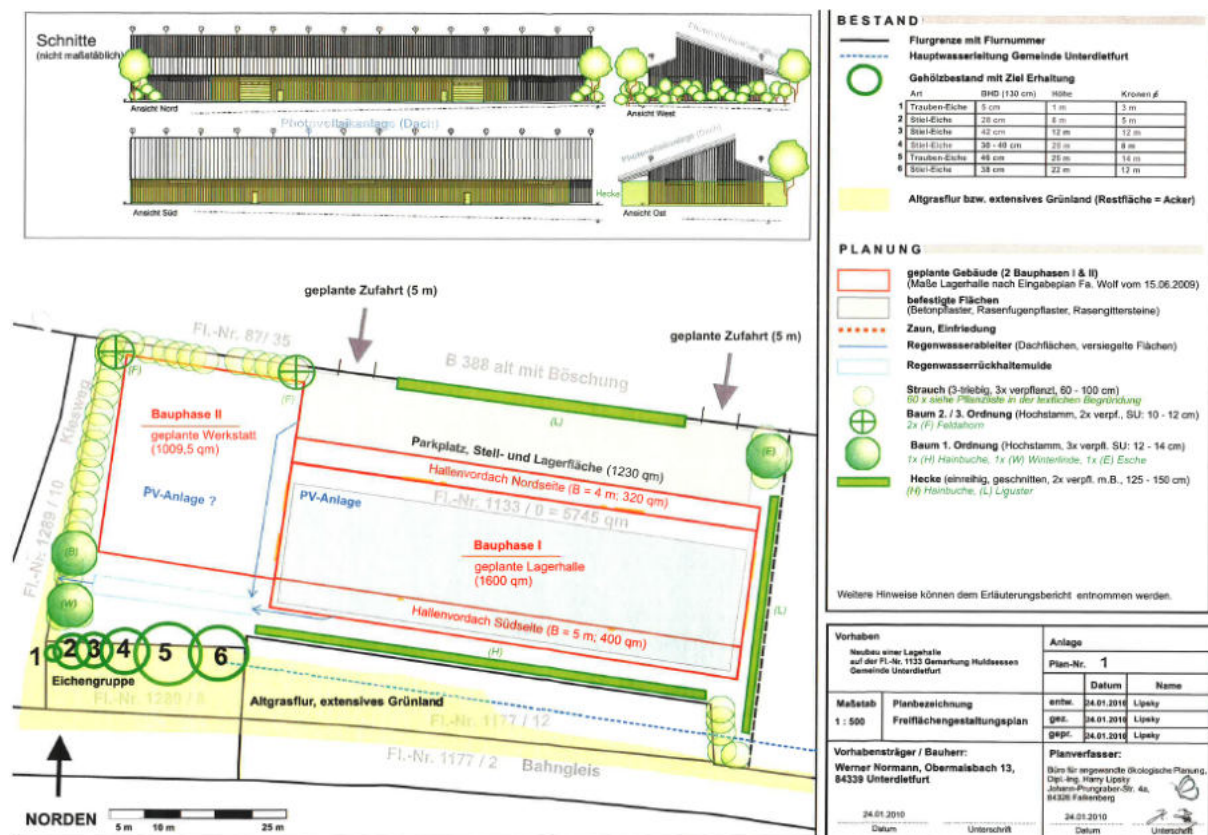 Schnitte
(nicht maßstäblich)
Ansicht Nord
Ansicht West
Photovoltaikanlage (Dach)
Ansicht Süd
Hecke
Ansicht Ost
geplante Zufahrt (5 m)
geplante Zufahrt (5 m)
Fl.-Nr. 87/ 35
B 388 alt mit Böschung
Kiesweg
(F)
(F)
(L)
(E)
Bauphase II
geplante Werkstatt
(1009,5 qm)
PV-Anlage ?
Parkplatz, Stell- und Lagerfläche (1230 qm)
Hallenvordach Nordseite (B = 4 m; 320 qm)
PV-Anlage
Fl.-Nr. 1133 / 0 = 5745 qm
Bauphase I
geplante Lagerhalle
(1600 qm)
Hallenvordach Südseite (B = 5 m; 400 qm)
Fl.-Nr. 1289 / 10
(B)
(W)
(L)
(H)
1 2 3 4 5 6
Eichengruppe
Fl.-Nr. 1289 / 8
Altgrasflur, extensives Grünland
Fl.-Nr. 1177 / 12
Fl.-Nr. 1177 / 2 Bahngleis
NORDEN
5 m 10 m 25 m
BESTAND
Flurgrenze mit Flurnummer
Hauptwasserleitung Gemeinde Unterdietfurt
Gehölzbestand mit Ziel Erhaltung
Art BHD (130 cm) Höhe Kronen ø
1 Trauben-Eiche 5 cm 1 m 3 m
2 Stiel-Eiche 28 cm 8 m 5 m
3 Stiel-Eiche 42 cm 12 m 12 m
4 Stiel-Eiche 30 - 40 cm 20 m 8 m
5 Trauben-Eiche 46 cm 25 m 14 m
6 Stiel-Eiche 38 cm 22 m 12 m
Altgrasflur bzw. extensives Grünland (Restfläche = Acker)
PLANUNG
geplante Gebäude (2 Bauphasen I & II)
(Maße Lagerhalle nach Eingabeplan Fa. Wolf vom 15.06.2009)
befestigte Flächen
(Betonpflaster, Rasenfugenpflaster, Rasengittersteine)
Zaun, Einfriedung
Regenwasserableiter (Dachflächen, versiegelte Flächen)
Regenwasserrückhaltemulde
Strauch (3-triebig, 3x verpflanzt, 60 - 100 cm)
60 x siehe Pflanzliste in der textlichen Begründung
Baum 2. / 3. Ordnung (Hochstamm, 2x verpf., SU: 10 - 12 cm)
2x (F) Feldahorn
Baum 1. Ordnung (Hochstamm, 3x verpfl. SU: 12 - 14 cm)
1x (H) Hainbuche, 1x (W) Winterlinde, 1x (E) Esche
Hecke (einreihig, geschnitten, 2x verpfl. m.B., 125 - 150 cm)
(H) Hainbuche, (L) Liguster
Weitere Hinweise können dem Erläuterungsbericht entnommen werden.
Vorhaben
Neubau einer Lagehalle
auf der Fl.-Nr. 1133 Gemarkung Huldsessen
Gemeinde Unterdietfurt
Anlage
Plan-Nr. 1
Datum Name
Maßstab Planbezeichnung
1 : 500 Freiflächengestaltungsplan
entw. 24.01.2010 Lipsky
gez. 24.01.2010 Lipsky
gepr. 24.01.2010 Lipsky
Vorhabensträger / Bauherr:
Werner Normann, Obermaisbach 13,
84339 Unterdietfurt
24.01.2010
Datum Unterschrift
Planverfasser:
Büro für angewandte ökologische Planung,
Dipl.-Ing. Harry Lipsky
Johann-Prungraber-Str. 4a,
84326 Falkenberg
24.01.2010
Datum Unterschrift